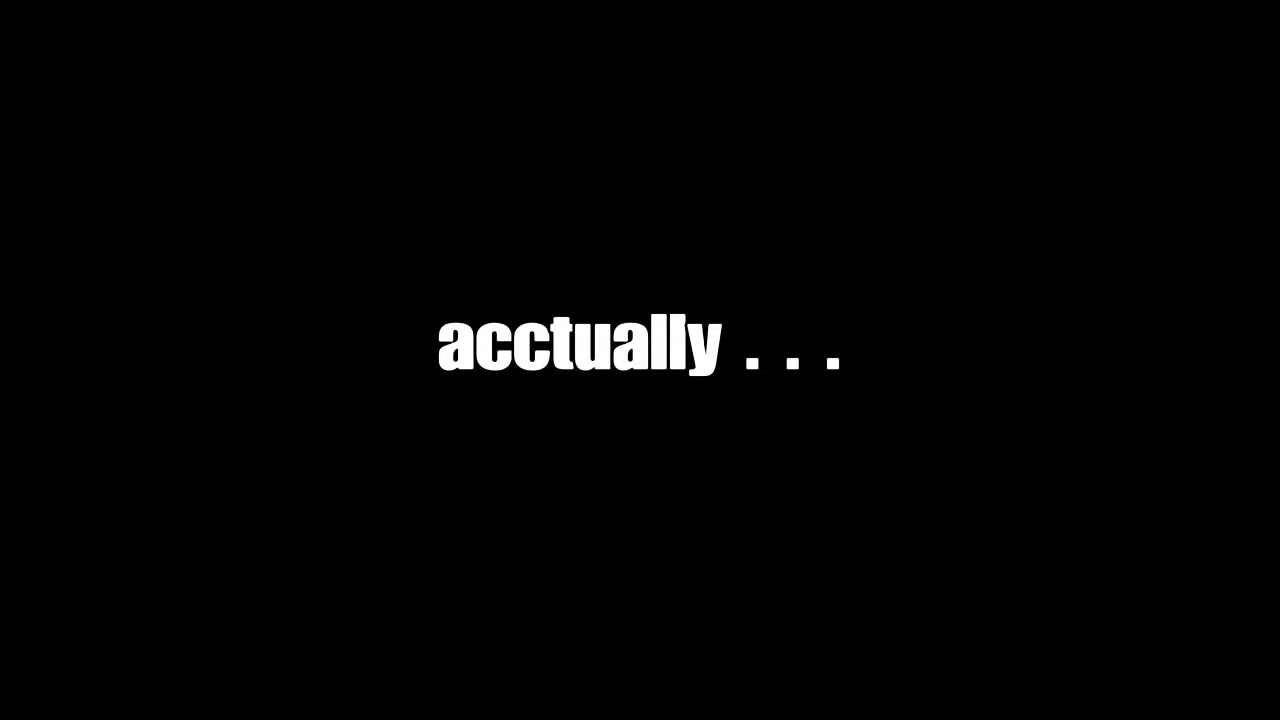 acctually . . .